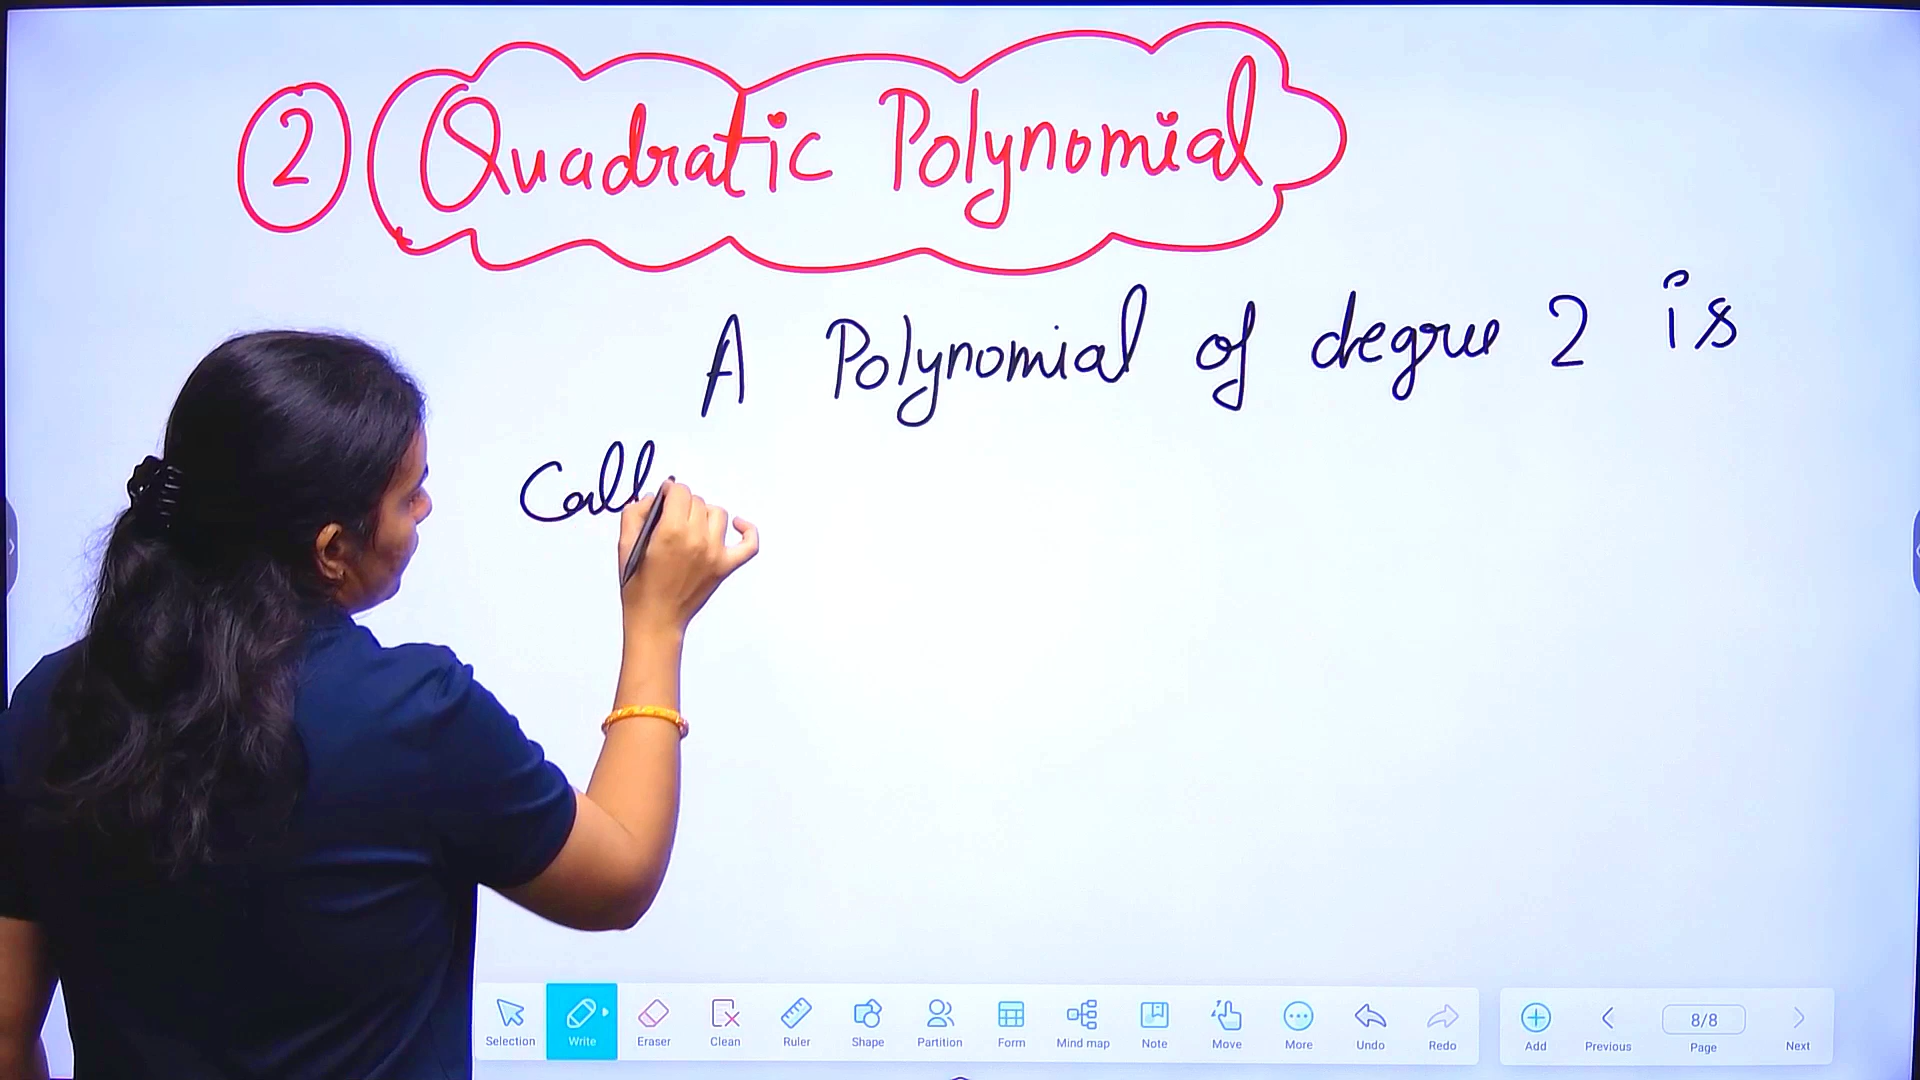 2 Quadratic Polynomial
A Polynomial of degree 2 is
Call
Selection Write Eraser Clean Ruler Shape Partition Form Mind map Note Move More Undo Redo Add Previous 8/8 Page Next